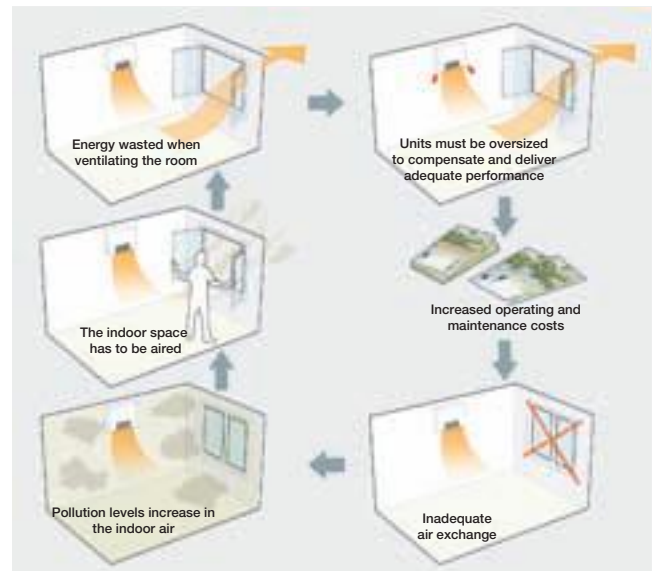 Energy wasted when
ventilating the room
Units must be oversized
to compensate and deliver
adequate performance
Increased operating and
maintenance costs
Inadequate
air exchange
Pollution levels increase in
the indoor air
The indoor space
has to be aired